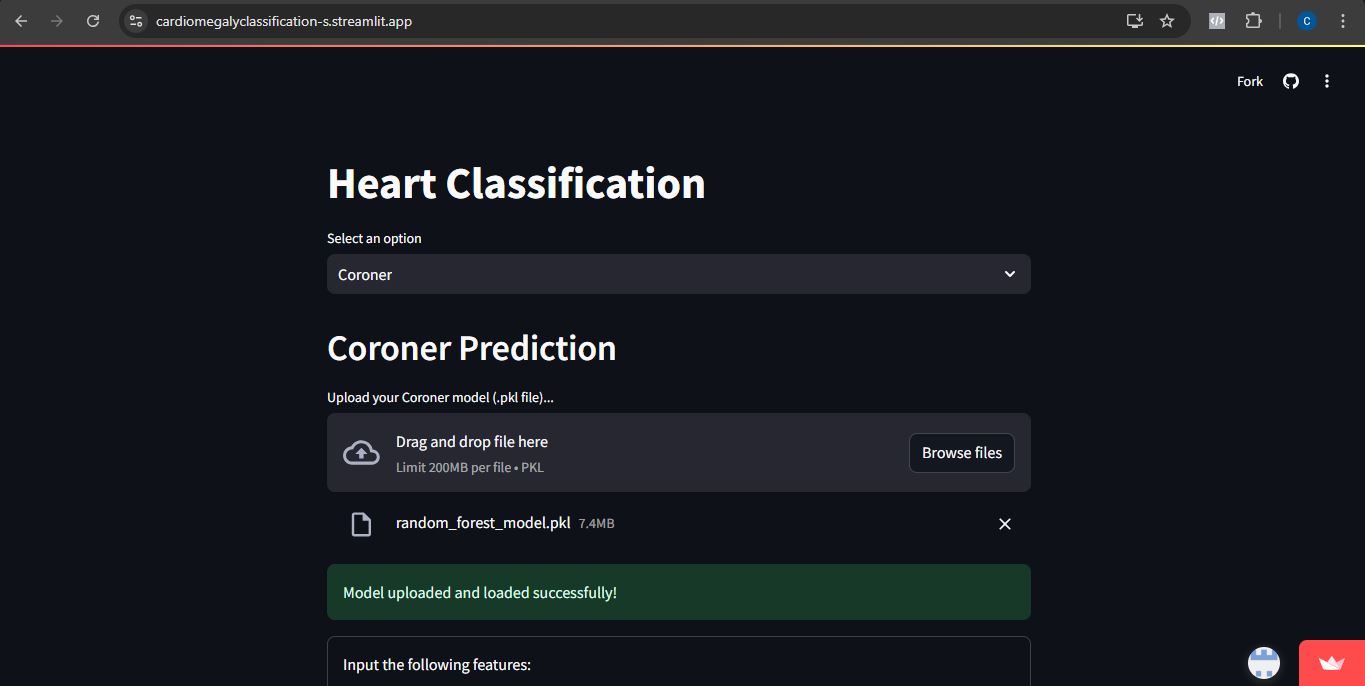 cardiomegalyclassification-s.streamlit.app
C
Fork
Heart Classification
Select an option
Coroner
Coroner Prediction
Upload your Coroner model (.pkl file)...
Drag and drop file here
Limit 200MB per file • PKL
Browse files
random_forest_model.pkl 7.4MB
Model uploaded and loaded successfully!
Input the following features: